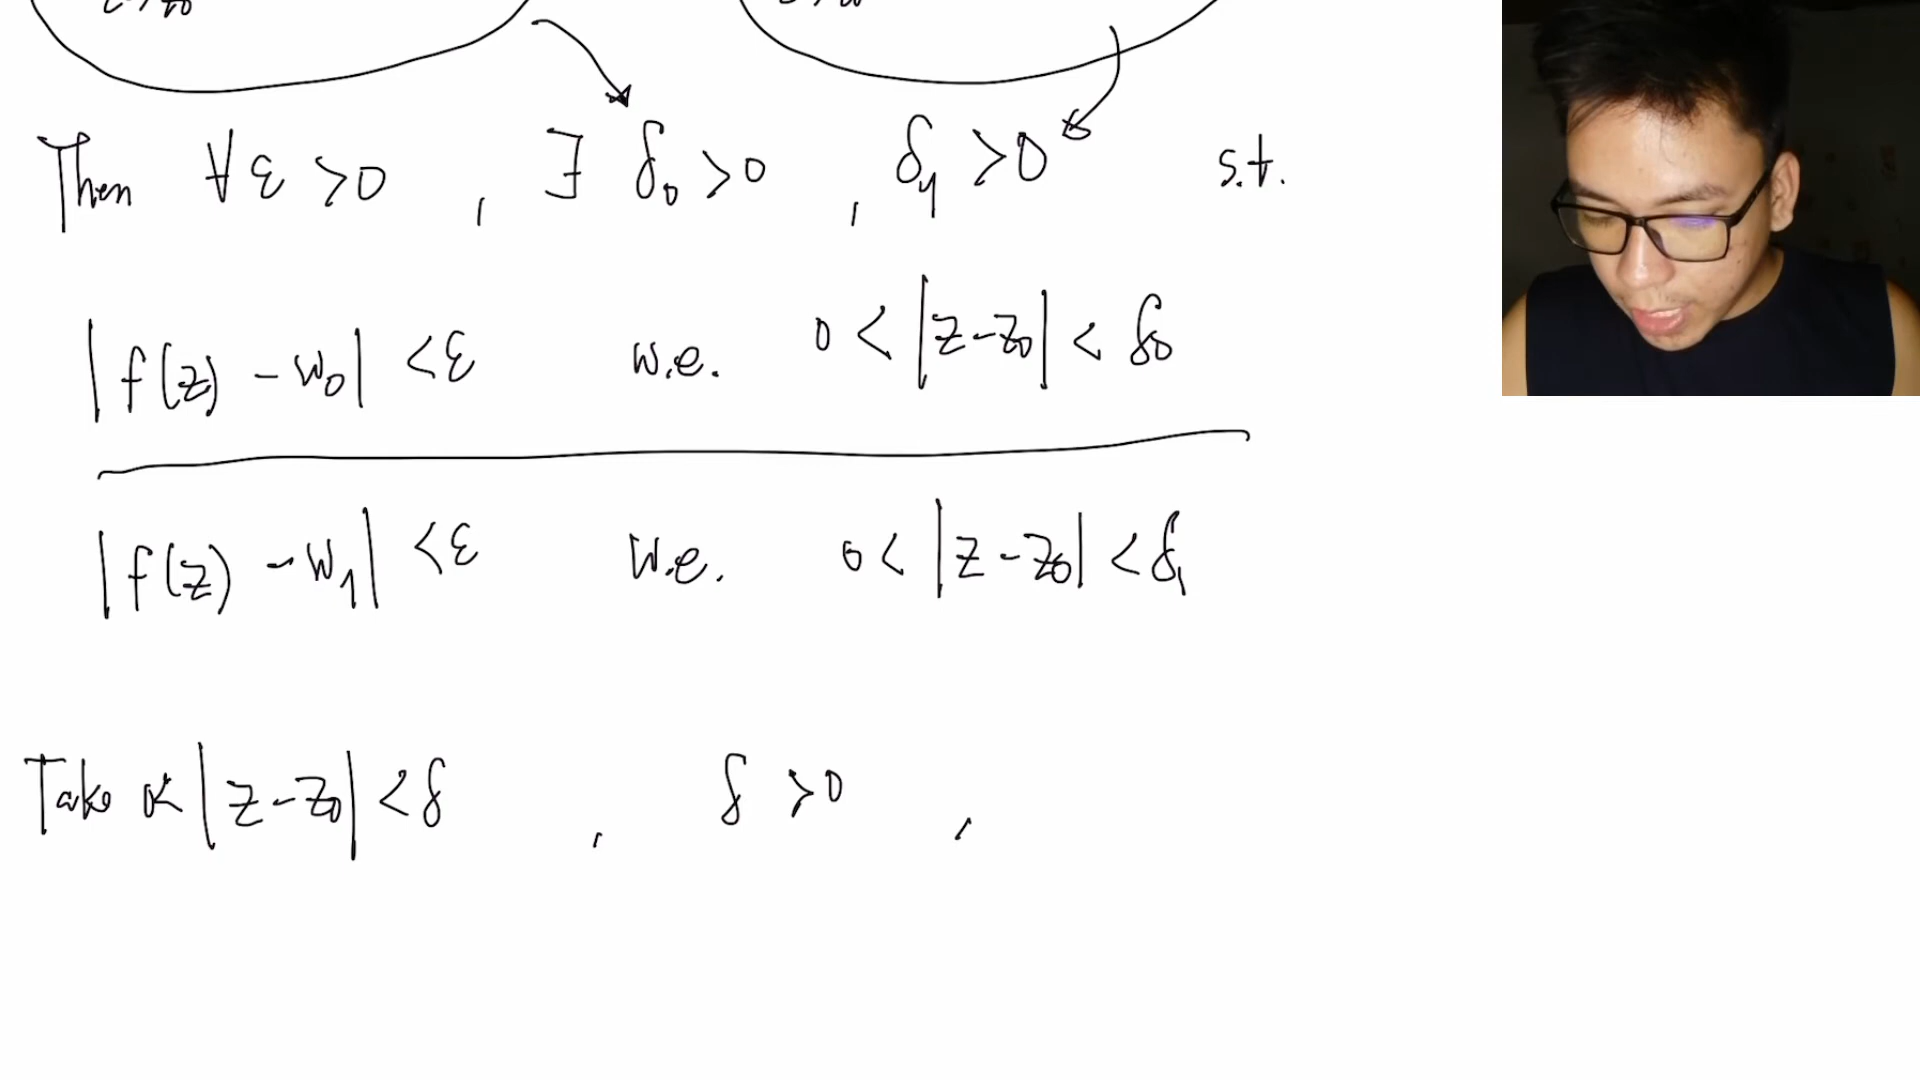 Then ∀ε >0 , ∃ δ₀ >0 , δ₁ >0 s.t.
|f(z) - w₀| <ε w.e. 0 < |z-z₀| < δ₀
|f(z) - w₁| <ε w.e. 0 < |z-z₀| < δ₁
Take 0< |z-z₀| < δ , δ >0 ,